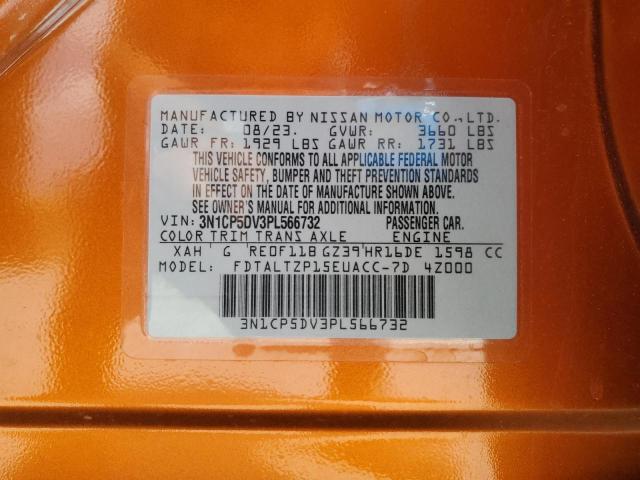 MANUFACTURED BY NISSAN MOTOR CO.,LTD.
DATE: 08/23. GVWR: 3660 LBS
GAWR FR: 1929 LBS GAWR RR: 1731 LBS
THIS VEHICLE CONFORMS TO ALL APPLICABLE FEDERAL MOTOR
VEHICLE SAFETY, BUMPER AND THEFT PREVENTION STANDARDS
IN EFFECT ON THE DATE OF MANUFACTURE SHOWN ABOVE.
SEE OWNER'S MANUAL FOR ADDITIONAL INFORMATION.
VIN: 3N1CP5DV3PL566732 PASSENGER CAR.
COLOR TRIM TRANS AXLE ENGINE
XAH ' G RE0F11B GZ39'HR16DE 1598 CC
MODEL: FDTALTZP15EUACC-7D 4Z000
3N1CP5DV3PL566732